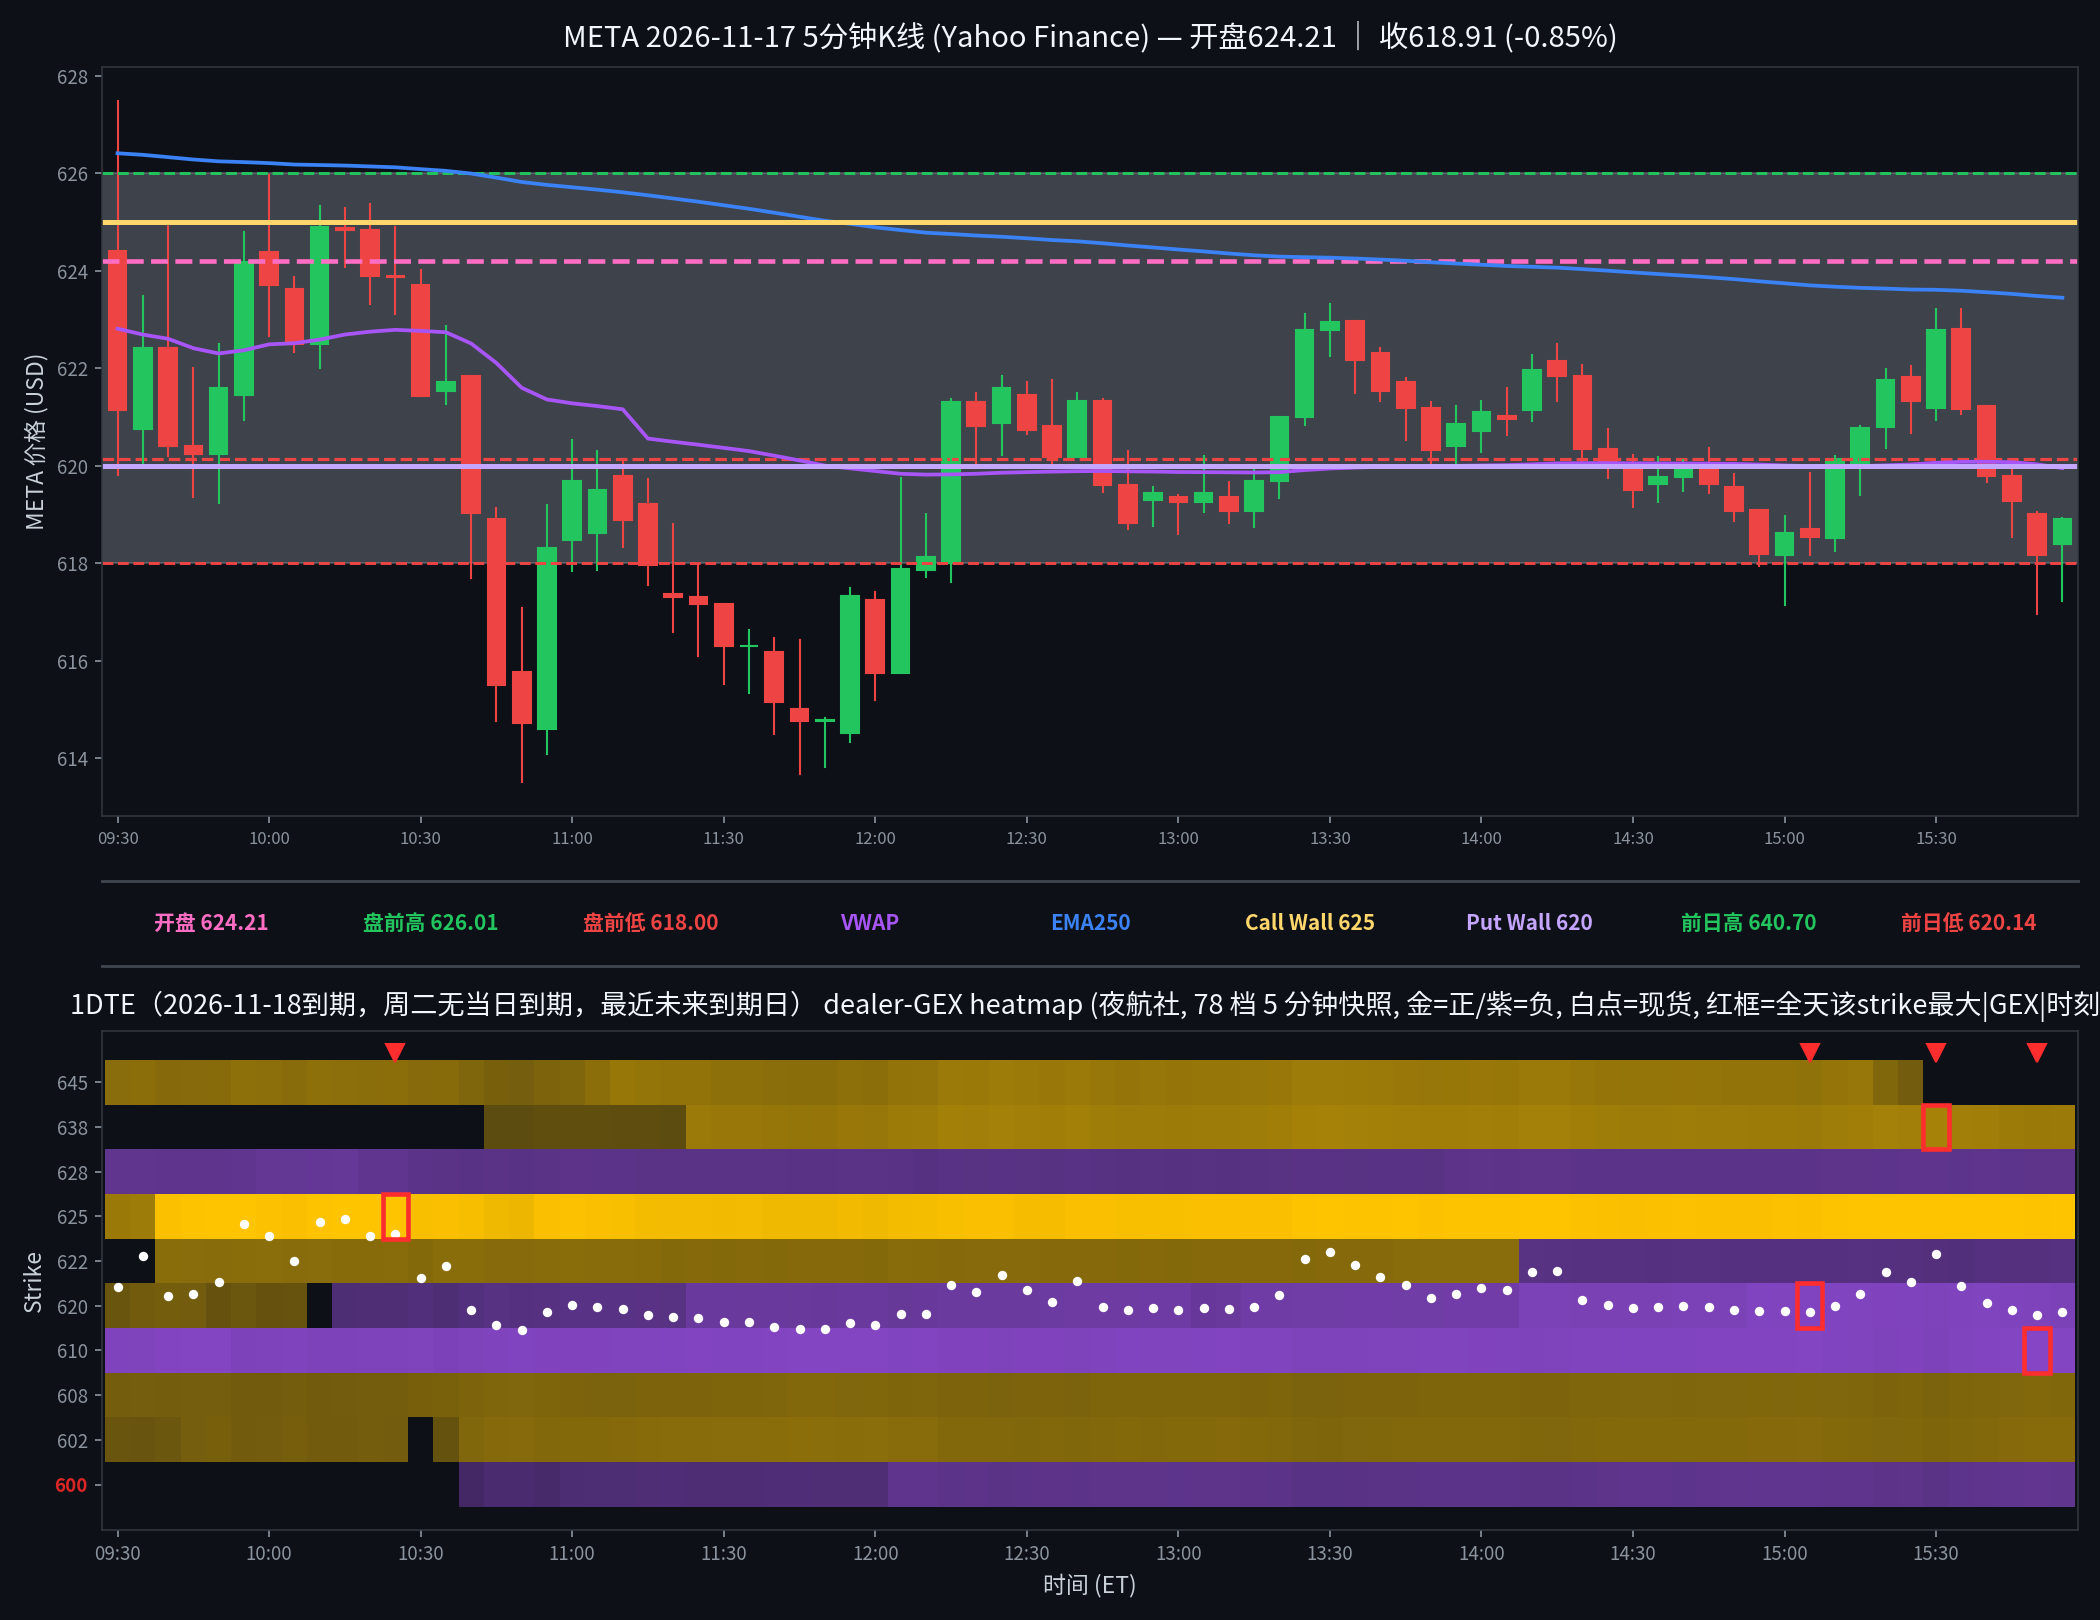 META 2026-11-17 5分钟K线 (Yahoo Finance) — 开盘624.21 │ 收618.91 (-0.85%)
628
626
624
622
620
618
616
614
META 价格 (USD)
09:30 10:00 10:30 11:00 11:30 12:00 12:30 13:00 13:30 14:00 14:30 15:00 15:30
开盘 624.21 盘前高 626.01 盘前低 618.00 VWAP EMA250 Call Wall 625 Put Wall 620 前日高 640.70 前日低 620.14
1DTE（2026-11-18到期，周二无当日到期，最近未来到期日） dealer-GEX heatmap (夜航社, 78 档 5 分钟快照, 金=正/紫=负, 白点=现货, 红框=全天该strike最大|GEX|时刻
645
638
628
625
622
620
610
608
602
600
Strike
09:30 10:00 10:30 11:00 11:30 12:00 12:30 13:00 13:30 14:00 14:30 15:00 15:30
时间 (ET)